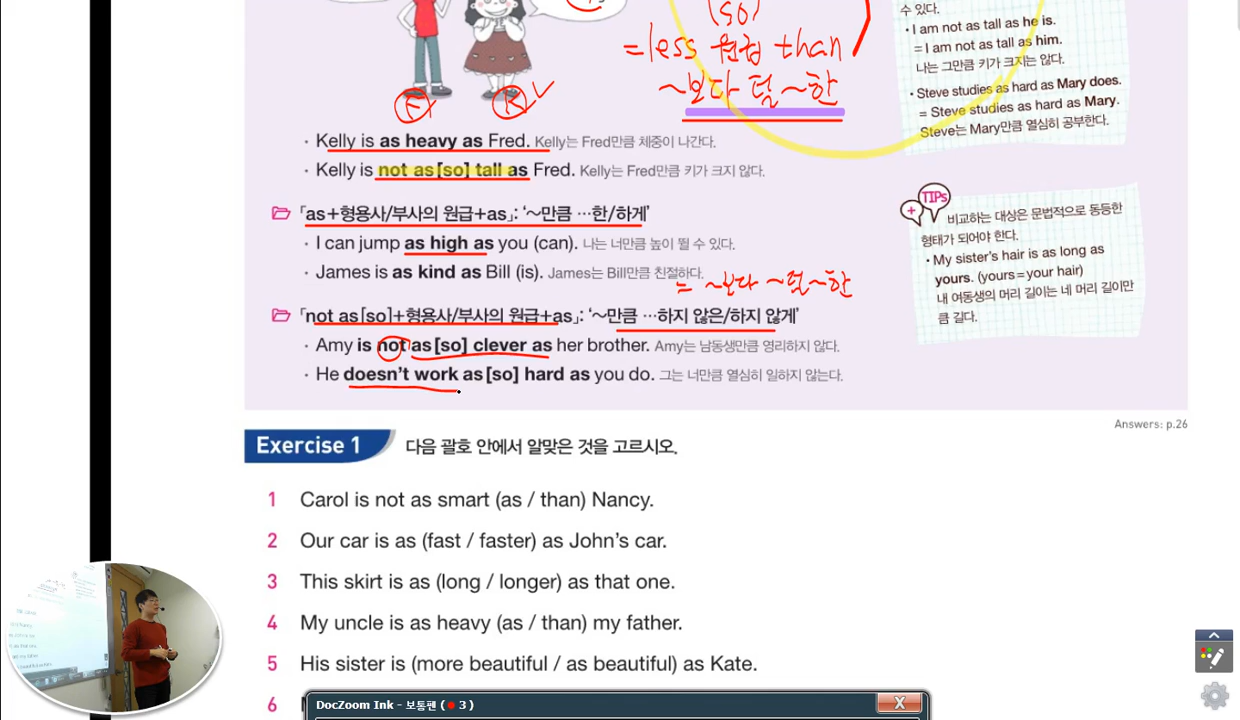 (so)
=less 원급 than
~보다 덜 ~한
수 있다.
• I am not as tall as he is.
= I am not as tall as him.
나는 그만큼 키가 크지는 않다.
• Steve studies as hard as Mary does.
= Steve studies as hard as Mary.
Steve는 Mary만큼 열심히 공부한다.
F
K
• Kelly is as heavy as Fred. Kelly는 Fred만큼 체중이 나간다.
• Kelly is not as[so] tall as Fred. Kelly는 Fred만큼 키가 크지 않다.
「as+형용사/부사의 원급+as」: '~만큼 …한/하게'
• I can jump as high as you (can). 나는 너만큼 높이 뛸 수 있다.
• James is as kind as Bill (is). James는 Bill만큼 친절하다.
= ~보다 ~덜~한
「not as[so]+형용사/부사의 원급+as」: '~만큼 …하지 않은/하지 않게'
• Amy is not as[so] clever as her brother. Amy는 남동생만큼 영리하지 않다.
• He doesn't work as[so] hard as you do. 그는 너만큼 열심히 일하지 않는다.
+ TIPs
비교하는 대상은 문법적으로 동등한
형태가 되어야 한다.
• My sister's hair is as long as
yours. (yours=your hair)
내 여동생의 머리 길이는 네 머리 길이만
큼 길다.
Answers: p.26
Exercise 1 다음 괄호 안에서 알맞은 것을 고르시오.
1 Carol is not as smart (as / than) Nancy.
2 Our car is as (fast / faster) as John's car.
3 This skirt is as (long / longer) as that one.
4 My uncle is as heavy (as / than) my father.
5 His sister is (more beautiful / as beautiful) as Kate.
6
DocZoom Ink - 보통펜 ( 3 )
X